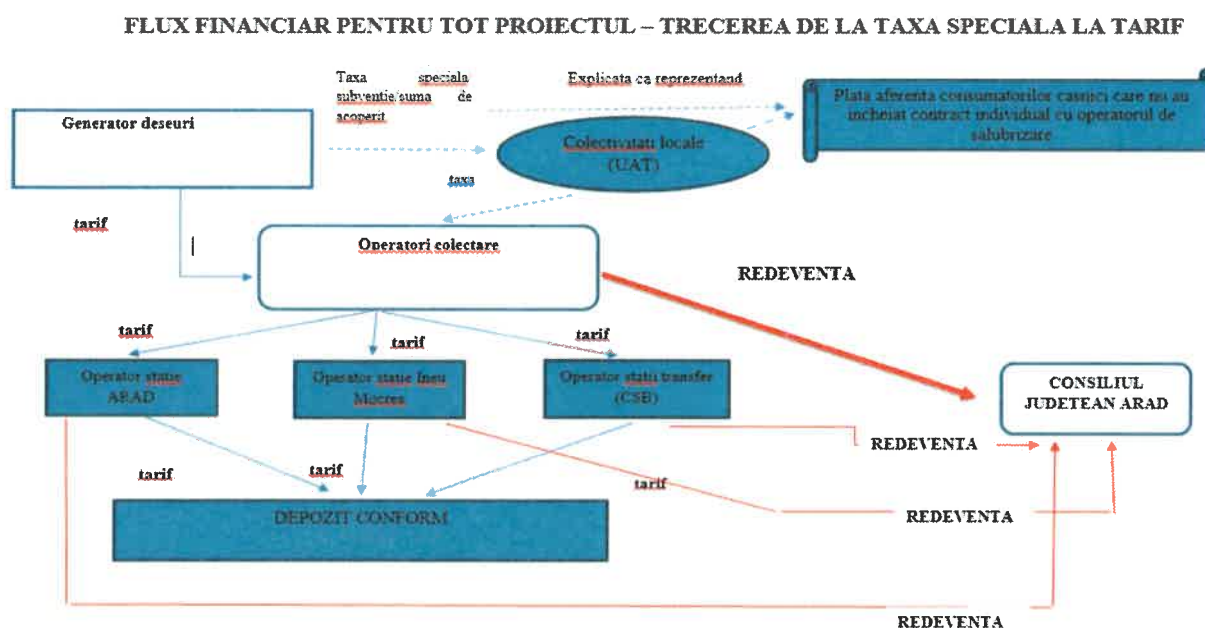 FLUX FINANCIAR PENTRU TOT PROIECTUL – TRECEREA DE LA TAXA SPECIALA LA TARIF
Taxa speciala
subventie/suma de
acoperit
Explicata ca reprezentand
Plata aferenta consumatorilor casnici care nu au
incheiat contract individual cu operatorul de
salubrizare
Generator deseuri
Colectivitati locale
(UAT)
taxa
tarif
Operatori colectare
REDEVENTA
tarif
tarif
tarif
Operator statie
ARAD
Operator statie Ineu
Mocrea
Operator statii transfer
(CSB)
CONSILIUL
JUDETEAN ARAD
REDEVENTA
tarif
tarif
tarif
DEPOZIT CONFORM
REDEVENTA
REDEVENTA